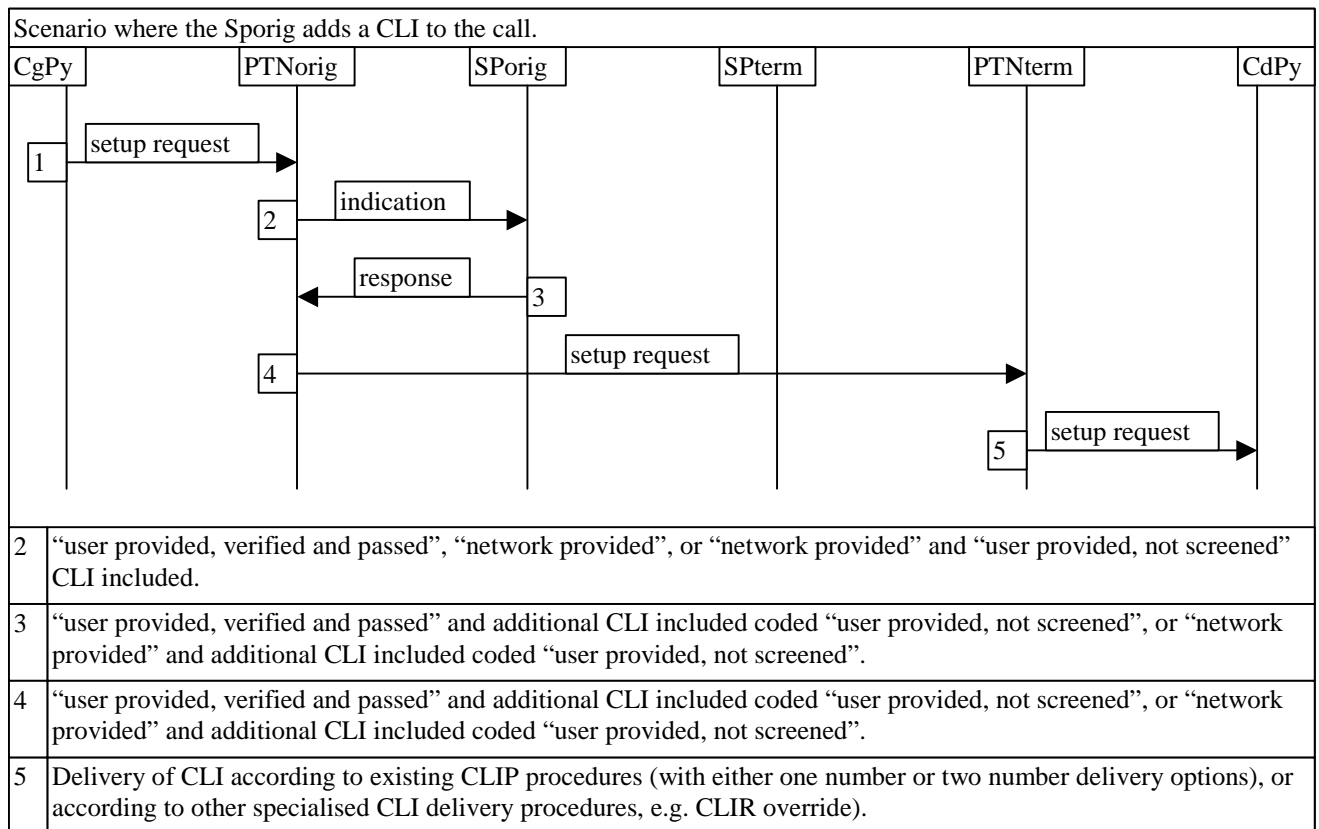 Scenario where the Sporig adds a CLI to the call.
CgPy PTNorig SPorig SPterm PTNterm CdPy
setup request
1
indication
2
response
3
setup request
4
setup request
5
2 “user provided, verified and passed”, “network provided”, or “network provided” and “user provided, not screened”
CLI included.
3 “user provided, verified and passed” and additional CLI included coded “user provided, not screened”, or “network
provided” and additional CLI included coded “user provided, not screened”.
4 “user provided, verified and passed” and additional CLI included coded “user provided, not screened”, or “network
provided” and additional CLI included coded “user provided, not screened”.
5 Delivery of CLI according to existing CLIP procedures (with either one number or two number delivery options), or
according to other specialised CLI delivery procedures, e.g. CLIR override).